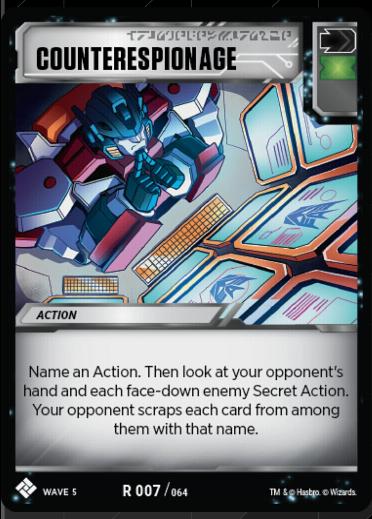 COUNTERESPIONAGE
ACTION
Name an Action. Then look at your opponent's
hand and each face-down enemy Secret Action.
Your opponent scraps each card from among
them with that name.
WAVE 5
R 007/064
TM & © Hasbro. © Wizards.